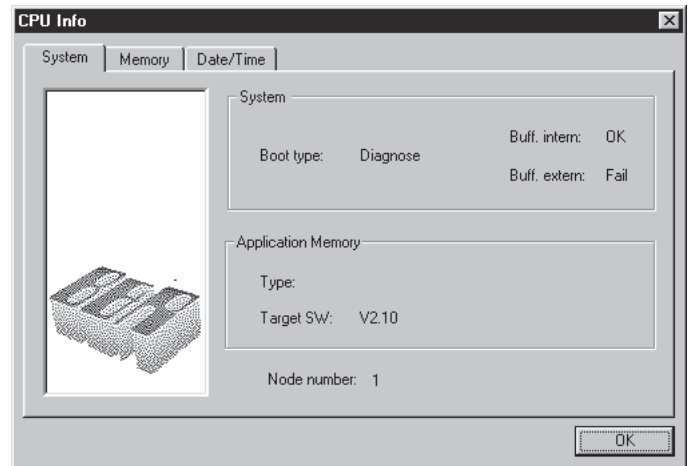 CPU Info
System Memory Date/Time
System
Boot type: Diagnose
Buff. intern: OK
Buff. extern: Fail
Application Memory
Type:
Target SW: V2.10
Node number: 1
OK